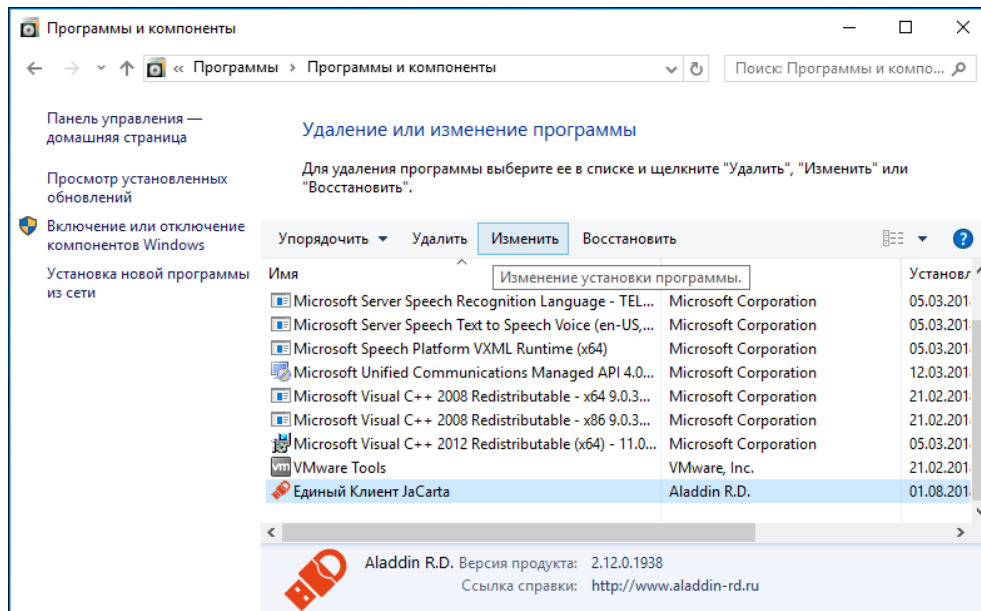 Программы и компоненты
« Программы › Программы и компоненты
Поиск: Программы и компо...
Панель управления —
домашняя страница
Просмотр установленных
обновлений
Включение или отключение
компонентов Windows
Установка новой программы
из сети
Удаление или изменение программы
Для удаления программы выберите ее в списке и щелкните "Удалить", "Изменить" или
"Восстановить".
Упорядочить Удалить Изменить Восстановить ?
Имя Установл
Изменение установки программы.
Microsoft Server Speech Recognition Language - TEL... Microsoft Corporation 05.03.201
Microsoft Server Speech Text to Speech Voice (en-US,... Microsoft Corporation 05.03.201
Microsoft Speech Platform VXML Runtime (x64) Microsoft Corporation 05.03.201
Microsoft Unified Communications Managed API 4.0... Microsoft Corporation 12.03.201
Microsoft Visual C++ 2008 Redistributable - x64 9.0.3... Microsoft Corporation 21.02.201
Microsoft Visual C++ 2008 Redistributable - x86 9.0.3... Microsoft Corporation 21.02.201
Microsoft Visual C++ 2012 Redistributable (x64) - 11.0... Microsoft Corporation 05.03.201
vm VMware Tools VMware, Inc. 21.02.201
Единый Клиент JaCarta Aladdin R.D. 01.08.201
Aladdin R.D. Версия продукта: 2.12.0.1938
Ссылка справки: http://www.aladdin-rd.ru